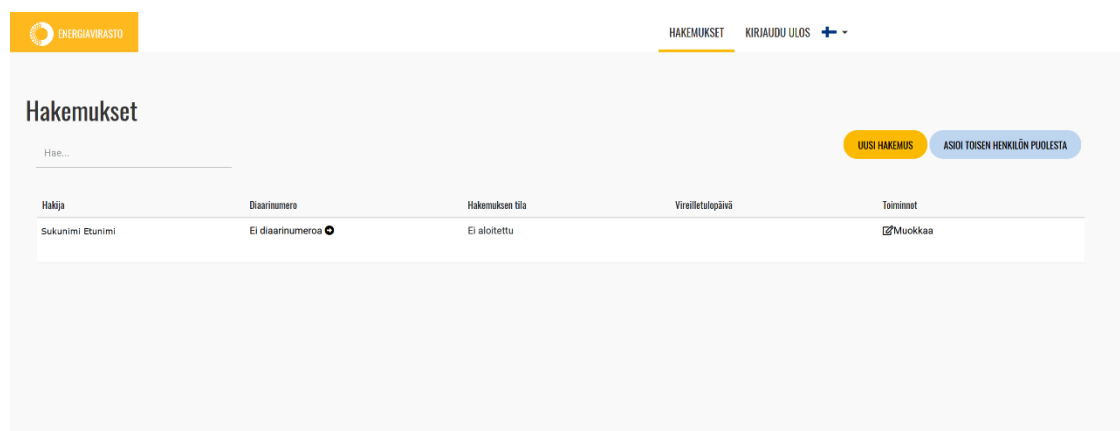 ENERGIAVIRASTO
HAKEMUKSET KIRJAUDU ULOS
Hakemukset
Hae...
UUSI HAKEMUS ASIOI TOISEN HENKILÖN PUOLESTA
Hakija Diaarinumero Hakemuksen tila Vireilletulopäivä Toiminnot
Sukunimi Etunimi Ei diaarinumeroa Ei aloitettu Muokkaa